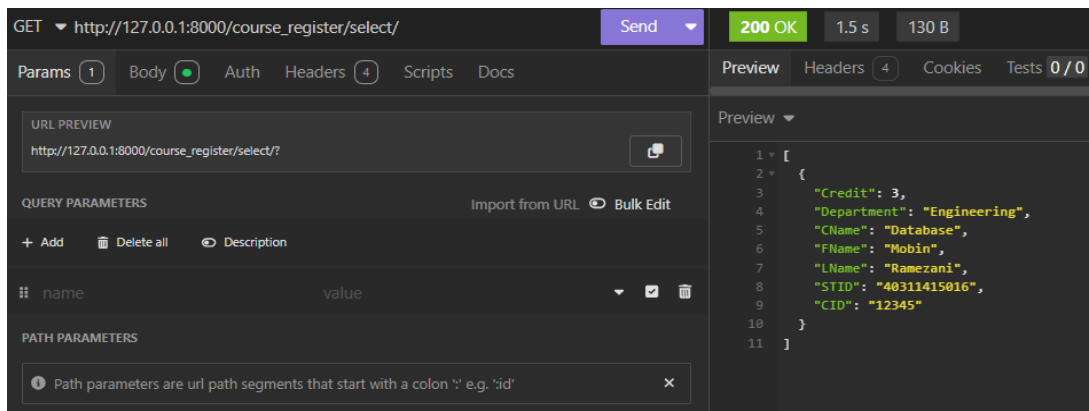 GET http://127.0.0.1:8000/course_register/select/ Send
Params 1 Body Auth Headers 4 Scripts Docs
URL PREVIEW
http://127.0.0.1:8000/course_register/select/?
QUERY PARAMETERS Import from URL Bulk Edit
+ Add Delete all Description
name value
PATH PARAMETERS
Path parameters are url path segments that start with a colon ':' e.g. ':id'
200 OK 1.5 s 130 B
Preview Headers 4 Cookies Tests 0 / 0
Preview
1 [
2 {
3 "Credit": 3,
4 "Department": "Engineering",
5 "CName": "Database",
6 "FName": "Mobin",
7 "LName": "Ramezani",
8 "STID": "40311415016",
9 "CID": "12345"
10 }
11 ]